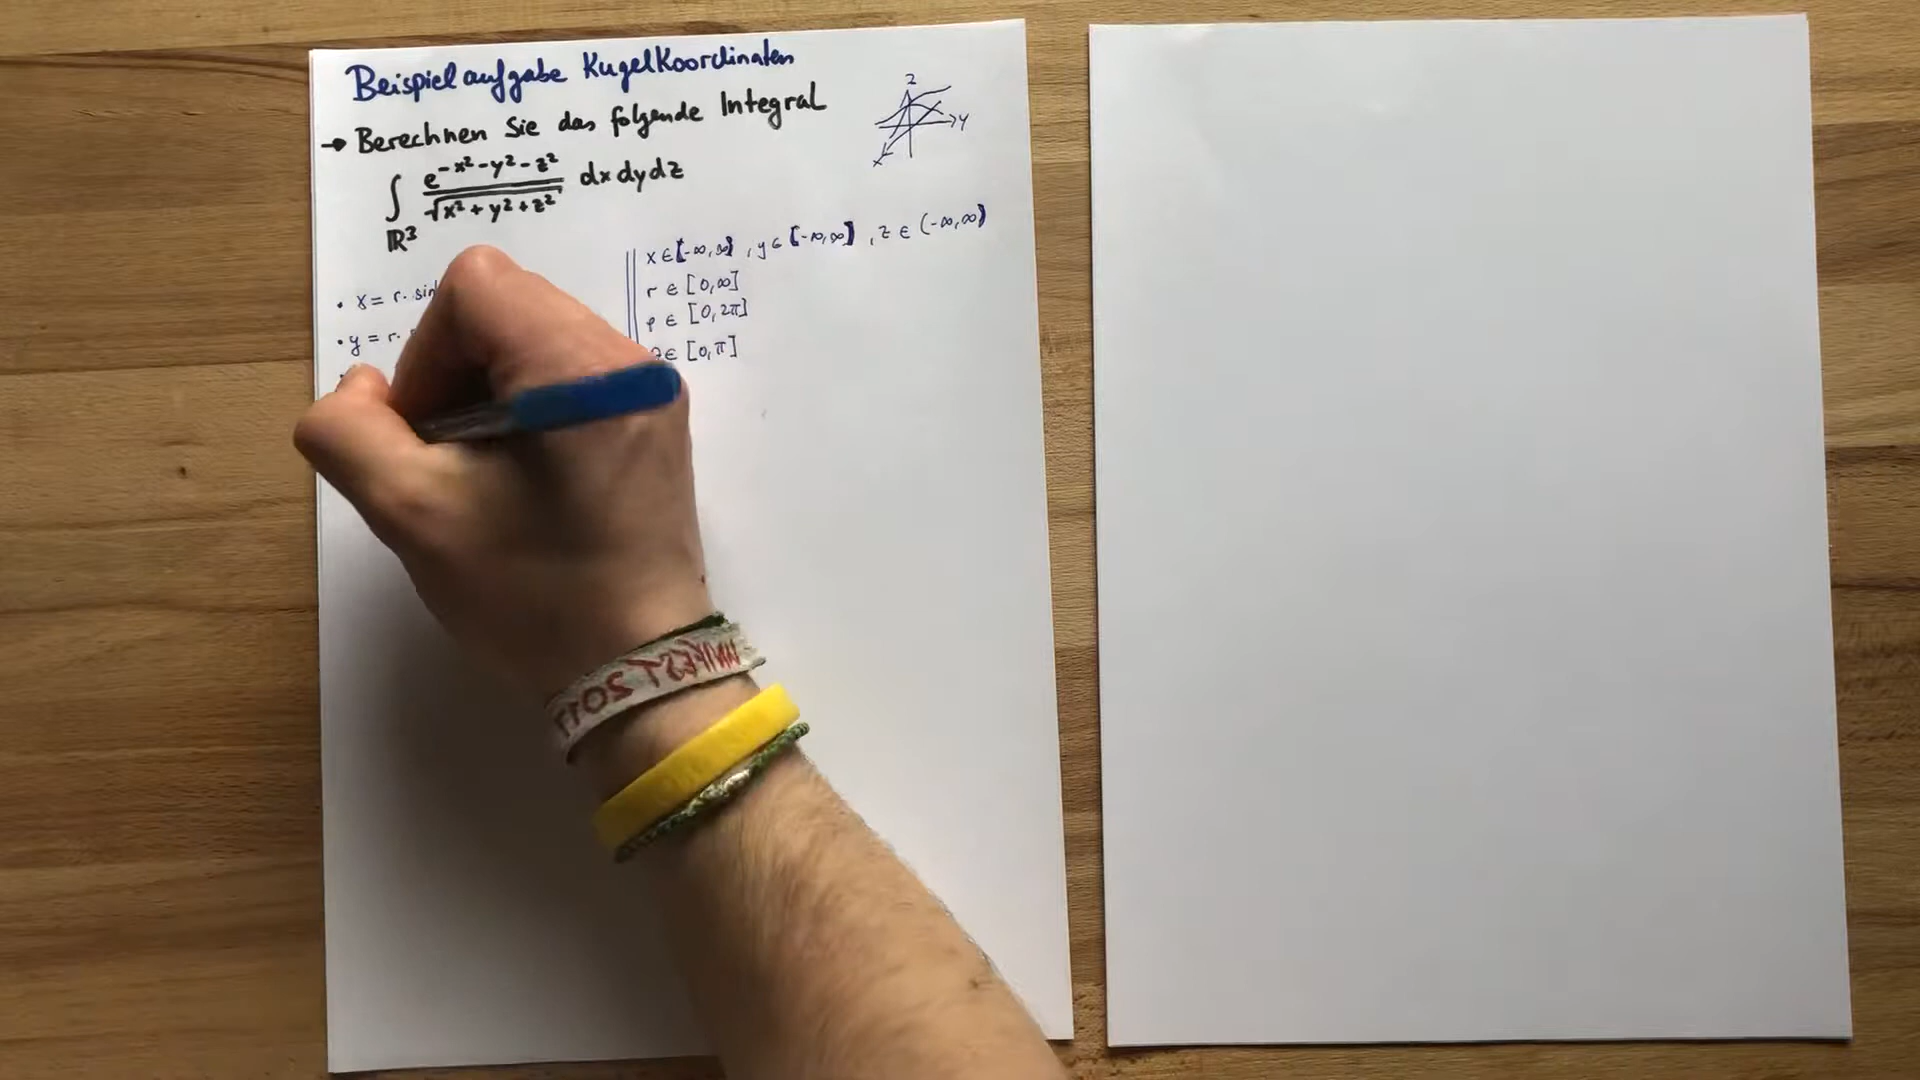 Beispielaufgabe Kugelkoordinaten
→ Berechnen Sie das folgende Integral
∫ e^{-x²-y²-z²} / √(x²+y²+z²) dx dy dz
ℝ³
z
y
x
x ∈ [-∞,∞], y ∈ [-∞,∞], z ∈ (-∞,∞)
r ∈ [0,∞]
φ ∈ [0,2π]
∈ [0,π]
• x = r · sin
• y = r ·